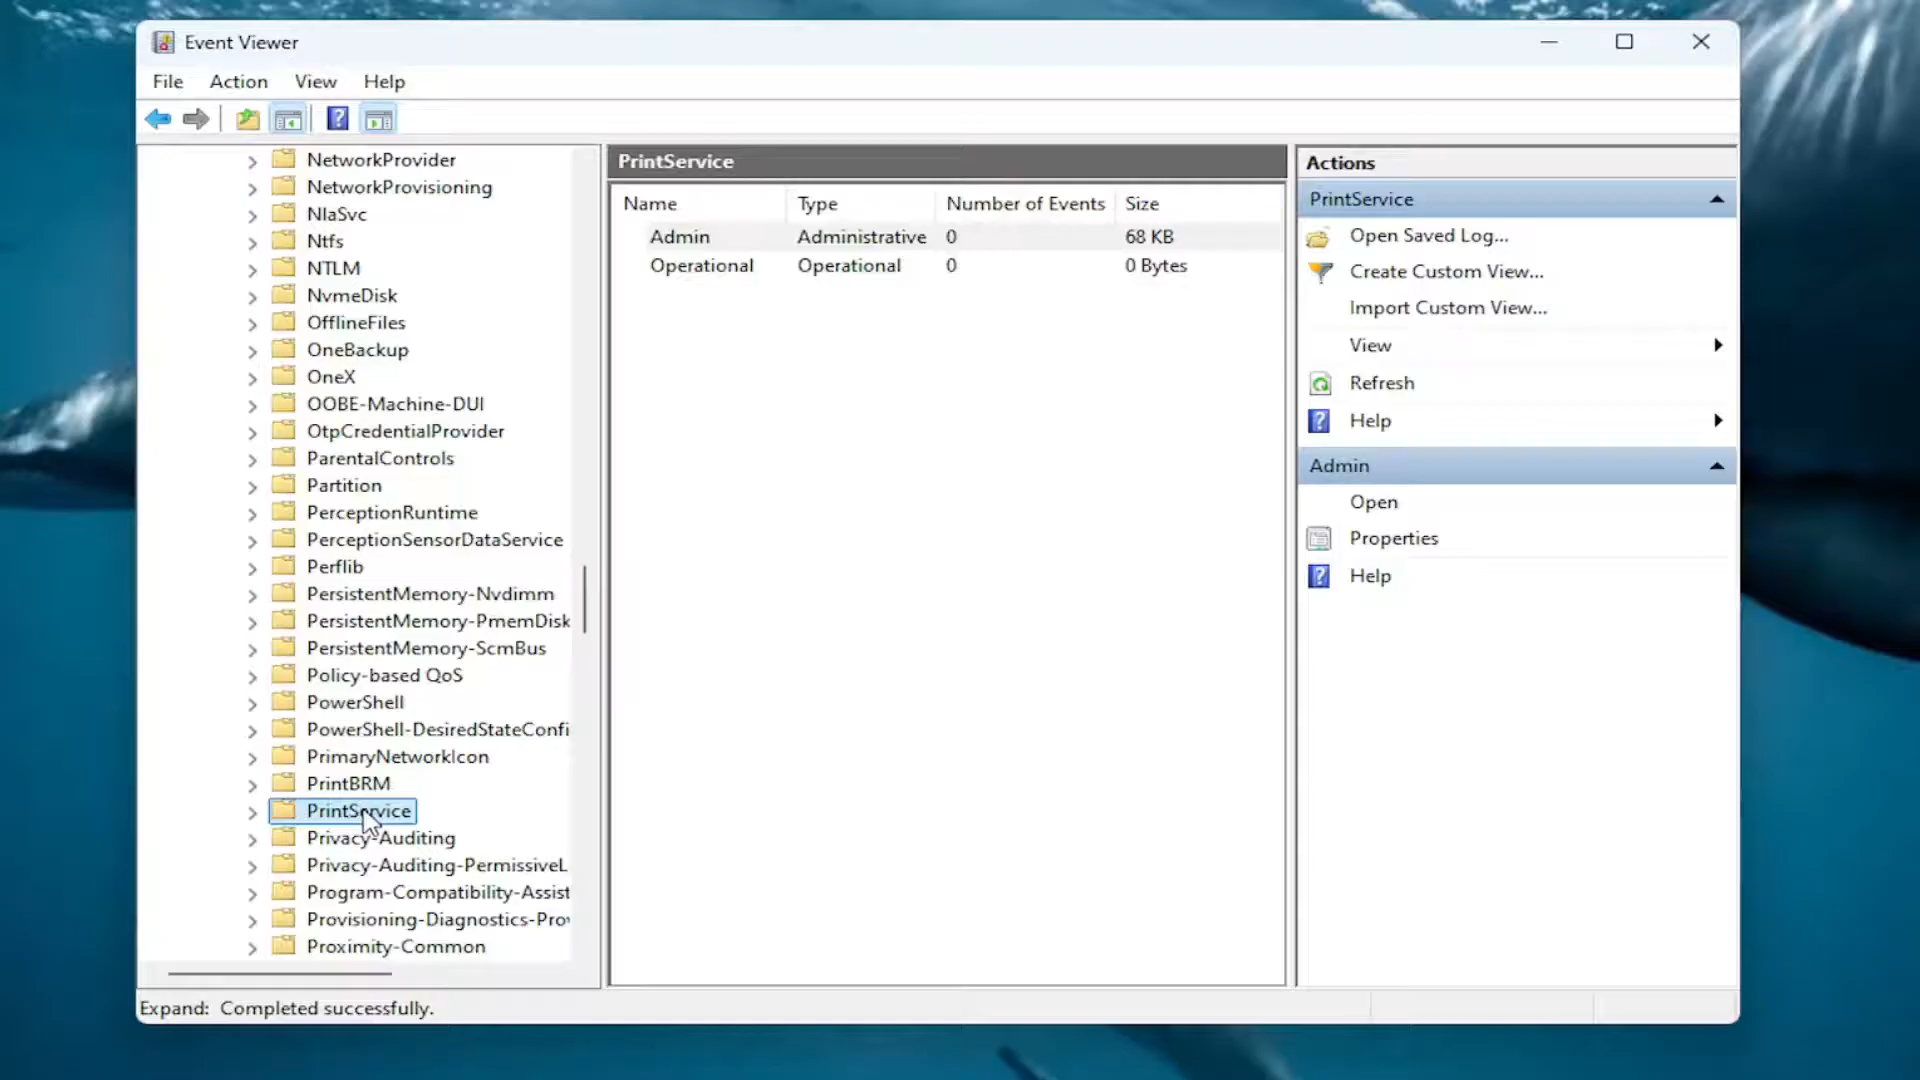 Event Viewer
File Action View Help
NetworkProvider
NetworkProvisioning
NlaSvc
Ntfs
NTLM
NvmeDisk
OfflineFiles
OneBackup
OneX
OOBE-Machine-DUI
OtpCredentialProvider
ParentalControls
Partition
PerceptionRuntime
PerceptionSensorDataService
Perflib
PersistentMemory-Nvdimm
PersistentMemory-PmemDisk
PersistentMemory-ScmBus
Policy-based QoS
PowerShell
PowerShell-DesiredStateConfi
PrimaryNetworkIcon
PrintBRM
PrintService
Privacy-Auditing
Privacy-Auditing-PermissiveL
Program-Compatibility-Assist
Provisioning-Diagnostics-Prov
Proximity-Common
PrintService
Name Type Number of Events Size
Admin Administrative 0 68 KB
Operational Operational 0 0 Bytes
Actions
PrintService
Open Saved Log...
Create Custom View...
Import Custom View...
View
Refresh
Help
Admin
Open
Properties
Help
Expand: Completed successfully.